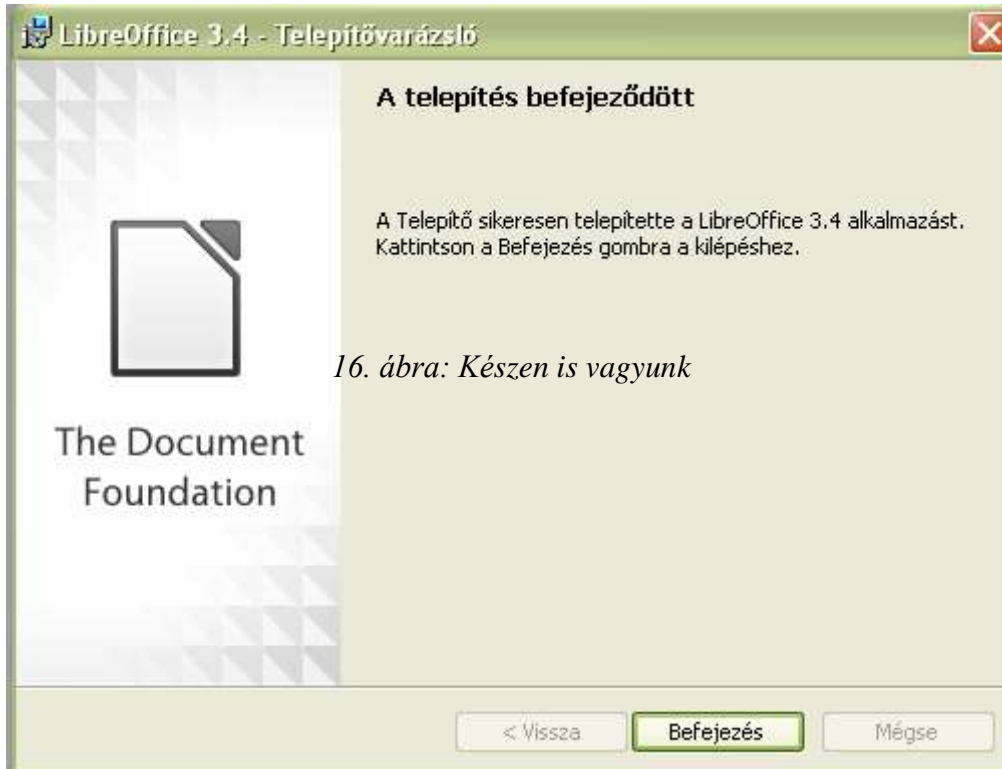 LibreOffice 3.4 - Telepítővarázsló
A telepítés befejeződött
A Telepítő sikeresen telepítette a LibreOffice 3.4 alkalmazást.
Kattintson a Befejezés gombra a kilépéshez.
16. ábra: Készen is vagyunk
The Document
Foundation
< Vissza
Befejezés
Mégse